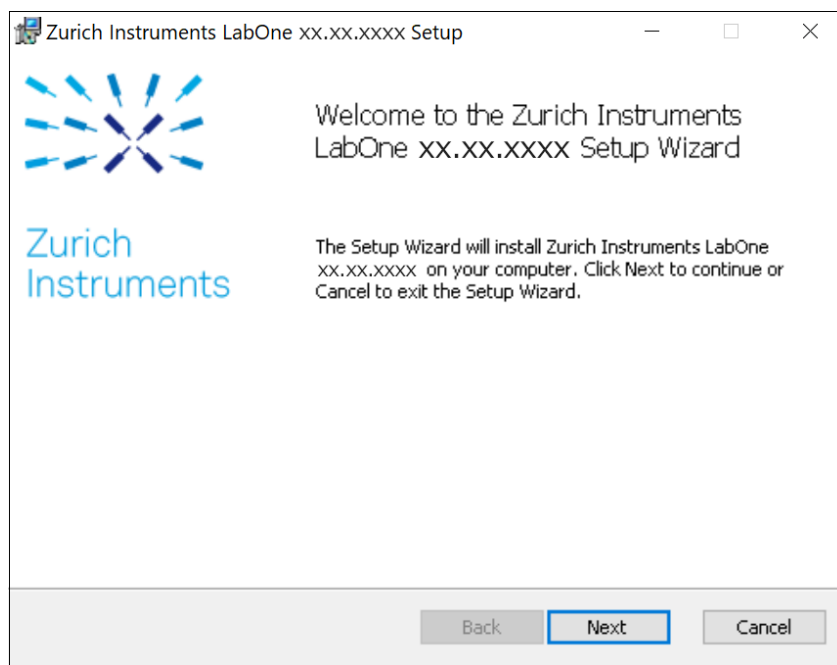 Zurich Instruments LabOne xx.xx.xxxx Setup
Welcome to the Zurich Instruments
LabOne xx.xx.xxxx Setup Wizard
Zurich
Instruments
The Setup Wizard will install Zurich Instruments LabOne
xx.xx.xxxx on your computer. Click Next to continue or
Cancel to exit the Setup Wizard.
Back Next Cancel